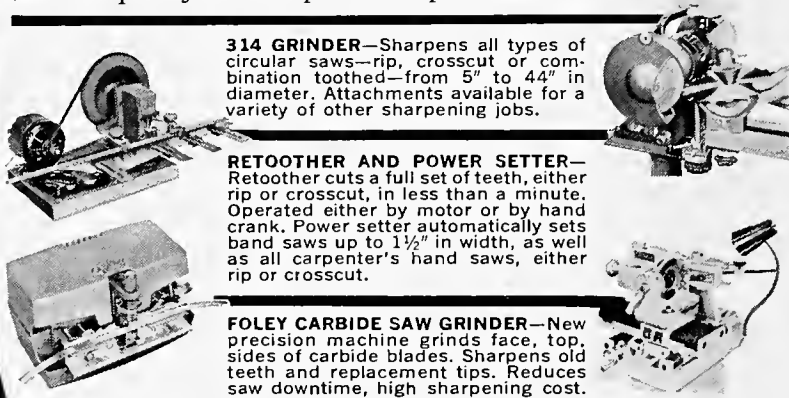 314 GRINDER—Sharpens all types of
circular saws—rip, crosscut or com-
bination toothed—from 5" to 44" in
diameter. Attachments available for a
variety of other sharpening jobs.
RETOOTHER AND POWER SETTER—
Retoother cuts a full set of teeth, either
rip or crosscut, in less than a minute.
Operated either by motor or by hand
crank. Power setter automatically sets
band saws up to 1½" in width, as well
as all carpenter's hand saws, either
rip or crosscut.
FOLEY CARBIDE SAW GRINDER—New
precision machine grinds face, top,
sides of carbide blades. Sharpens old
teeth and replacement tips. Reduces
saw downtime, high sharpening cost.